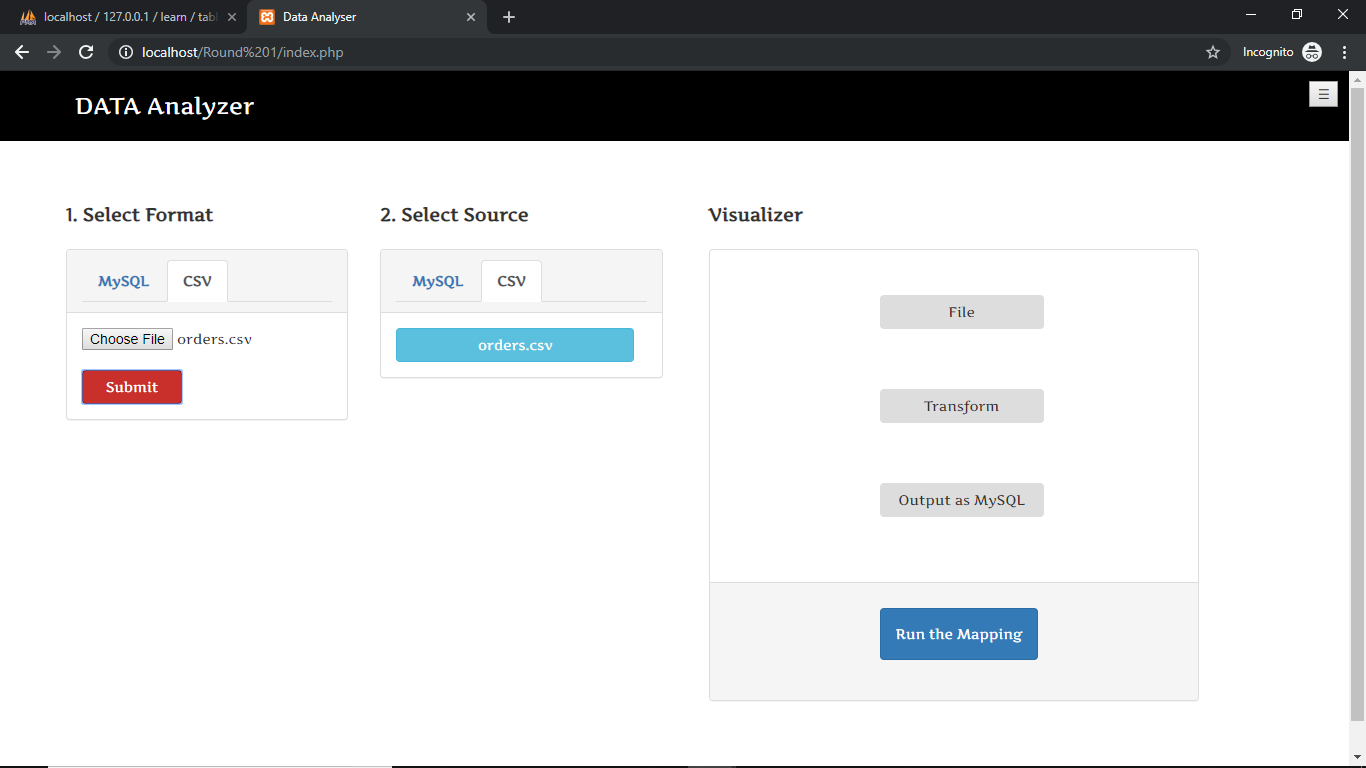 localhost / 127.0.0.1 / learn / tab
Data Analyser
localhost/Round%201/index.php
Incognito
DATA Analyzer
1. Select Format
MySQL
CSV
Choose File orders.csv
Submit
2. Select Source
MySQL
CSV
orders.csv
Visualizer
File
Transform
Output as MySQL
Run the Mapping